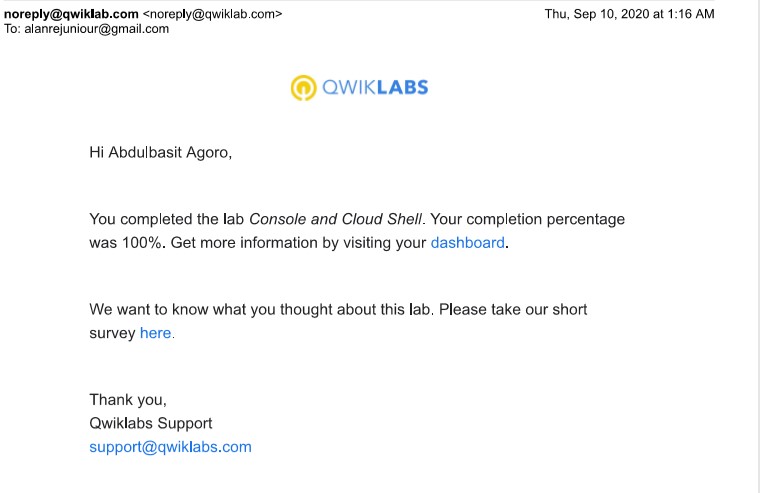 noreply@qwiklab.com <noreply@qwiklab.com> Thu, Sep 10, 2020 at 1:16 AM
To: alanrejuniour@gmail.com
QWIKLABS
Hi Abdulbasit Agoro,
You completed the lab Console and Cloud Shell. Your completion percentage
was 100%. Get more information by visiting your dashboard.
We want to know what you thought about this lab. Please take our short
survey here.
Thank you,
Qwiklabs Support
support@qwiklabs.com